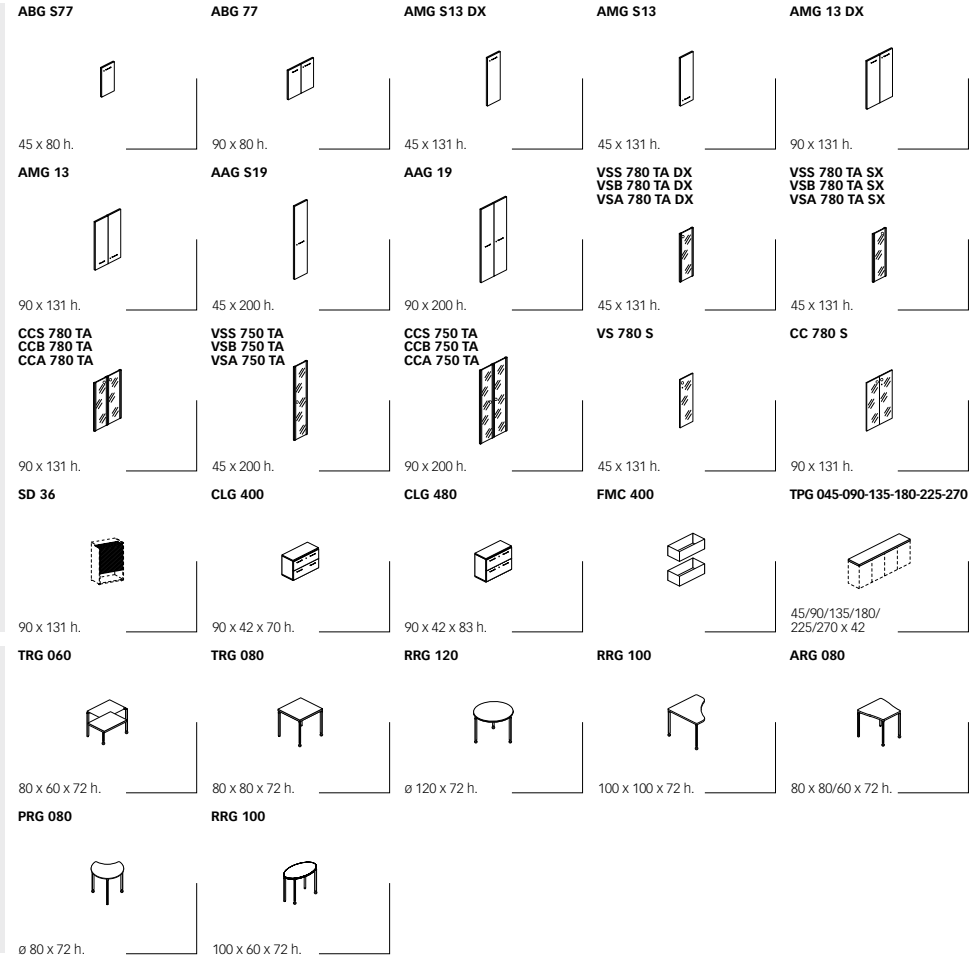 ABG S77
45 x 80 h.
ABG 77
90 x 80 h.
AMG S13 DX
45 x 131 h.
AMG S13
45 x 131 h.
AMG 13 DX
90 x 131 h.
AMG 13
90 x 131 h.
AAG S19
45 x 200 h.
AAG 19
90 x 200 h.
VSS 780 TA DX
VSB 780 TA DX
VSA 780 TA DX
45 x 131 h.
VSS 780 TA SX
VSB 780 TA SX
VSA 780 TA SX
45 x 131 h.
CCS 780 TA
CCB 780 TA
CCA 780 TA
90 x 131 h.
VSS 750 TA
VSB 750 TA
VSA 750 TA
45 x 200 h.
CCS 750 TA
CCB 750 TA
CCA 750 TA
90 x 200 h.
VS 780 S
45 x 131 h.
CC 780 S
90 x 131 h.
SD 36
90 x 131 h.
CLG 400
90 x 42 x 70 h.
CLG 480
90 x 42 x 83 h.
FMC 400
TPG 045-090-135-180-225-270
45/90/135/180/
225/270 x 42
TRG 060
80 x 60 x 72 h.
TRG 080
80 x 80 x 72 h.
RRG 120
ø 120 x 72 h.
RRG 100
100 x 100 x 72 h.
ARG 080
80 x 80/60 x 72 h.
PRG 080
ø 80 x 72 h.
RRG 100
100 x 60 x 72 h.